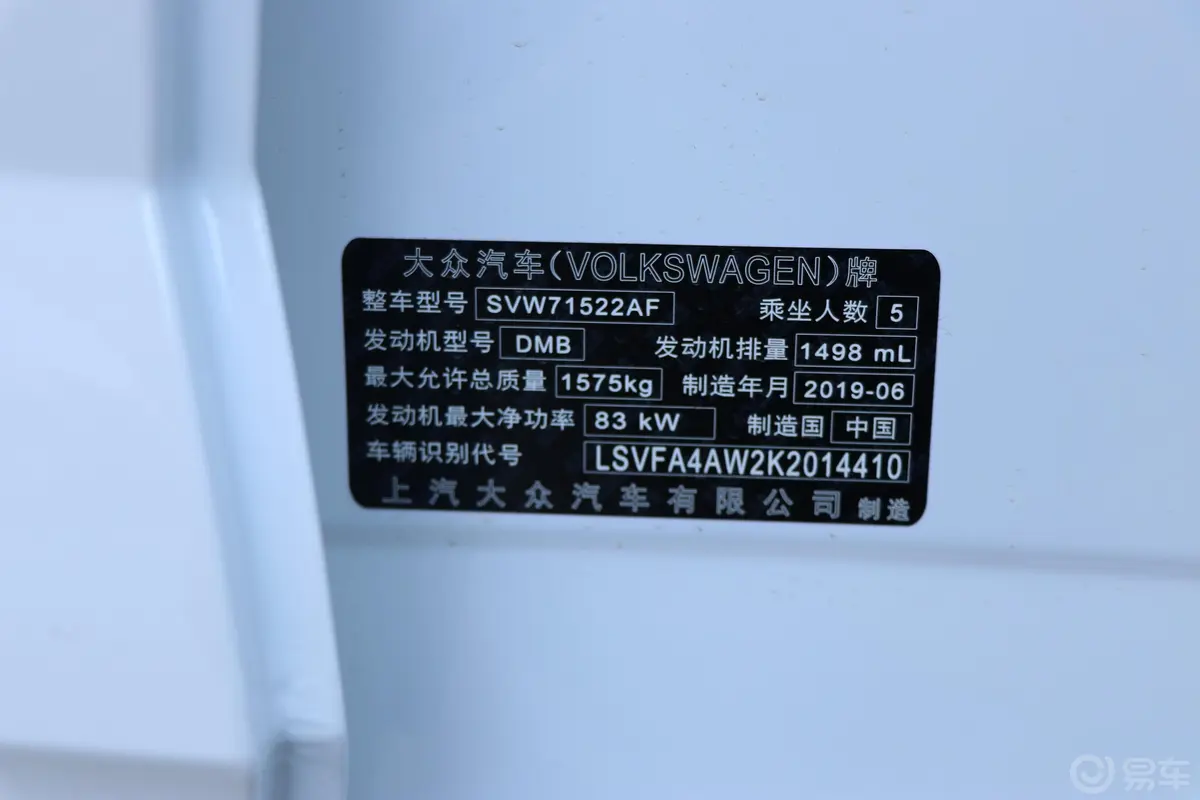 大众汽车(VOLKSWAGEN)牌
整车型号 SVW71522AF 乘坐人数 5
发动机型号 DMB 发动机排量 1498 mL
最大允许总质量 1575kg 制造年月 2019-06
发动机最大净功率 83 kW 制造国 中国
车辆识别代号 LSVFA4AW2K2014410
上汽大众汽车有限公司 制造
易车